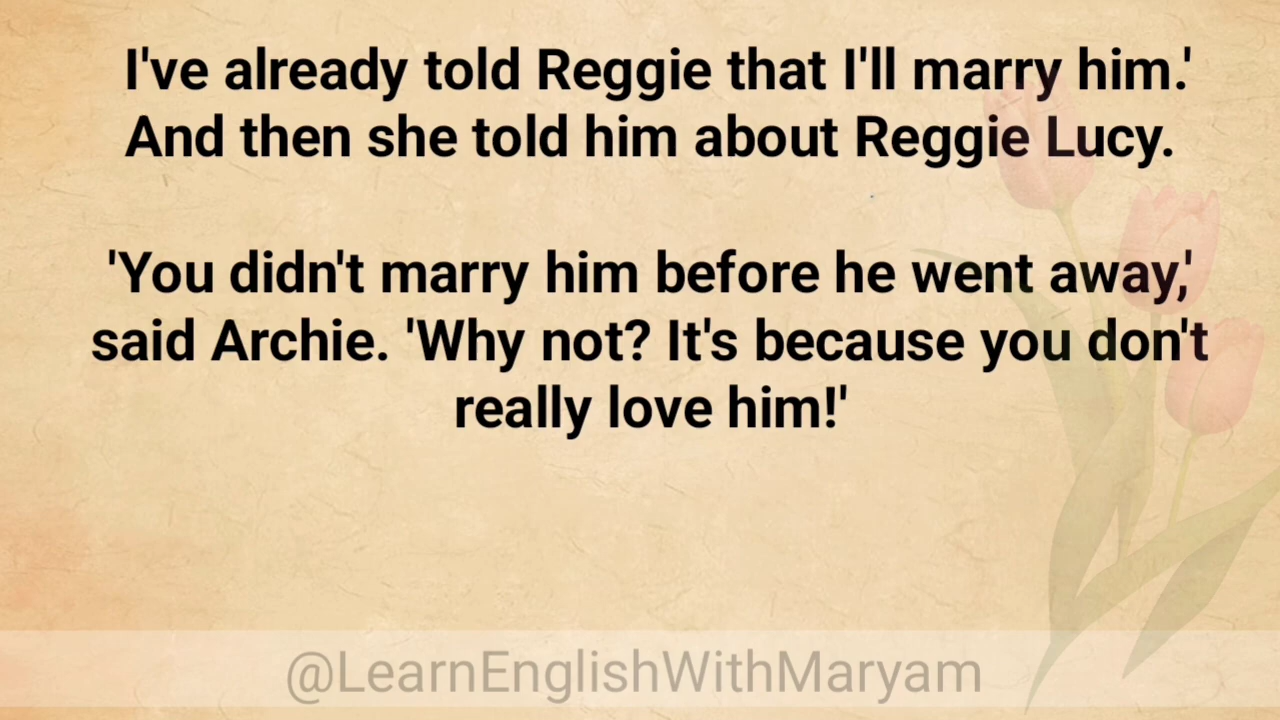 I've already told Reggie that I'll marry him.'
And then she told him about Reggie Lucy.
'You didn't marry him before he went away,'
said Archie. 'Why not? It's because you don't
really love him!'
@LearnEnglishWithMaryam